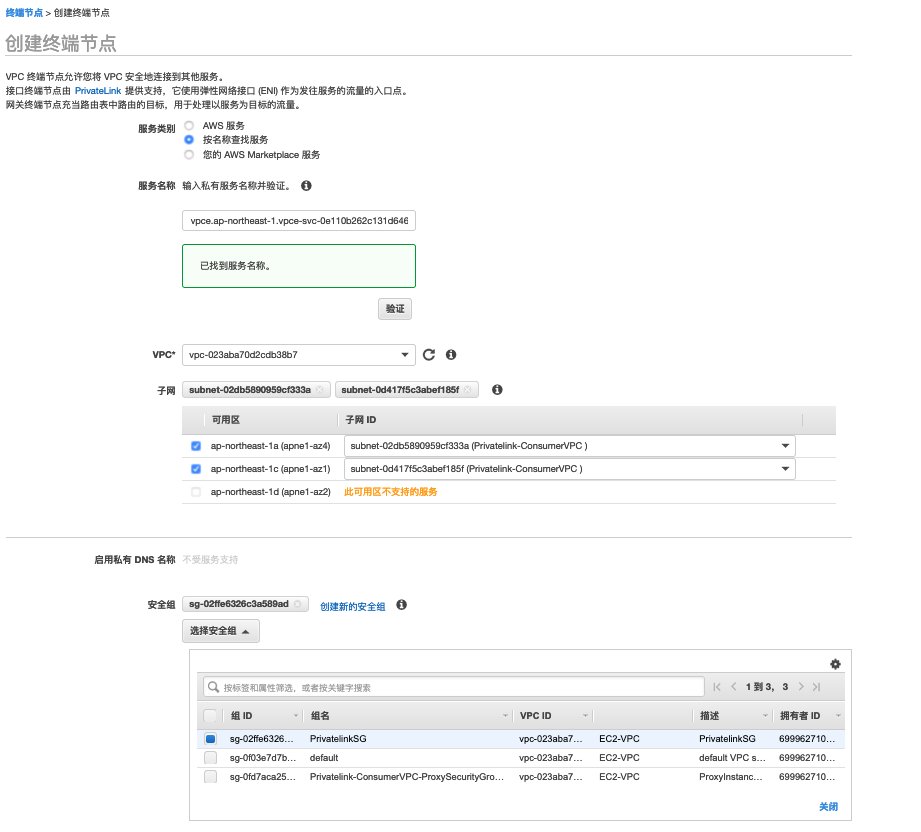 终端节点 > 创建终端节点
创建终端节点
VPC 终端节点允许您将 VPC 安全地连接到其他服务。
接口终端节点由 PrivateLink 提供支持，它使用弹性网络接口 (ENI) 作为发往服务的流量的入口点。
网关终端节点充当路由表中路由的目标，用于处理以服务为目标的流量。
服务类别 AWS 服务
按名称查找服务
您的 AWS Marketplace 服务
服务名称 输入私有服务名称并验证。
vpce.ap-northeast-1.vpce-svc-0e110b262c131d646
已找到服务名称。
验证
VPC* vpc-023aba70d2cdb38b7
子网 subnet-02db5890959cf333a subnet-0d417f5c3abef185f
可用区 子网 ID
ap-northeast-1a (apne1-az4) subnet-02db5890959cf333a (Privatelink-ConsumerVPC )
ap-northeast-1c (apne1-az1) subnet-0d417f5c3abef185f (Privatelink-ConsumerVPC )
ap-northeast-1d (apne1-az2) 此可用区不支持的服务
启用私有 DNS 名称 不受服务支持
安全组 sg-02ffe6326c3a589ad 创建新的安全组
选择安全组
按标签和属性筛选，或者按关键字搜索 1 到 3， 3
组 ID 组名 VPC ID 描述 拥有者 ID
sg-02ffe6326... PrivatelinkSG vpc-023aba7... EC2-VPC PrivatelinkSG 699962710...
sg-0f03e7d7b... default vpc-023aba7... EC2-VPC default VPC s... 699962710...
sg-0fd7aca25... Privatelink-ConsumerVPC-ProxySecurityGro... vpc-023aba7... EC2-VPC ProxyInstanc... 699962710...
关闭